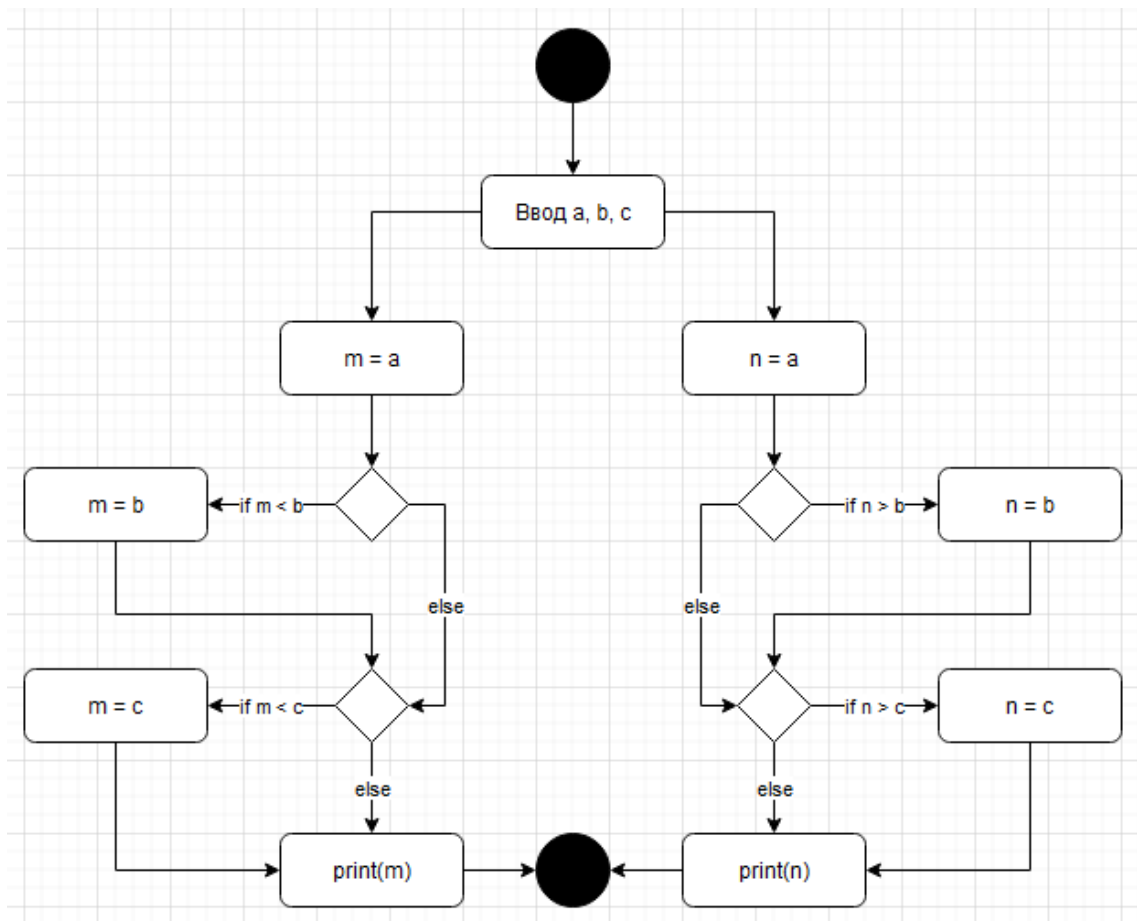 Ввод a, b, c
m = a
n = a
m = b
if m < b
if n > b
n = b
else
else
m = c
if m < c
if n > c
n = c
else
else
print(m)
print(n)